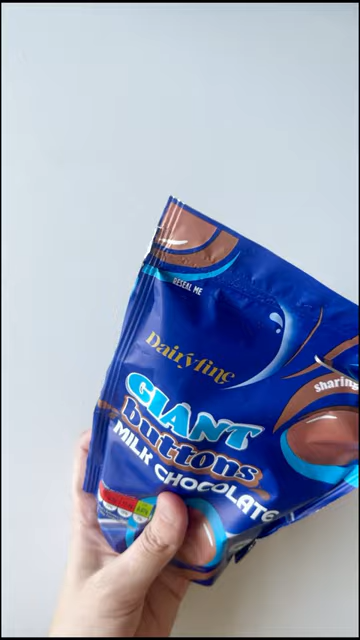 RESEAL ME
Dairyfine
sharing
GIANT
buttons
MILK CHOCOLATE